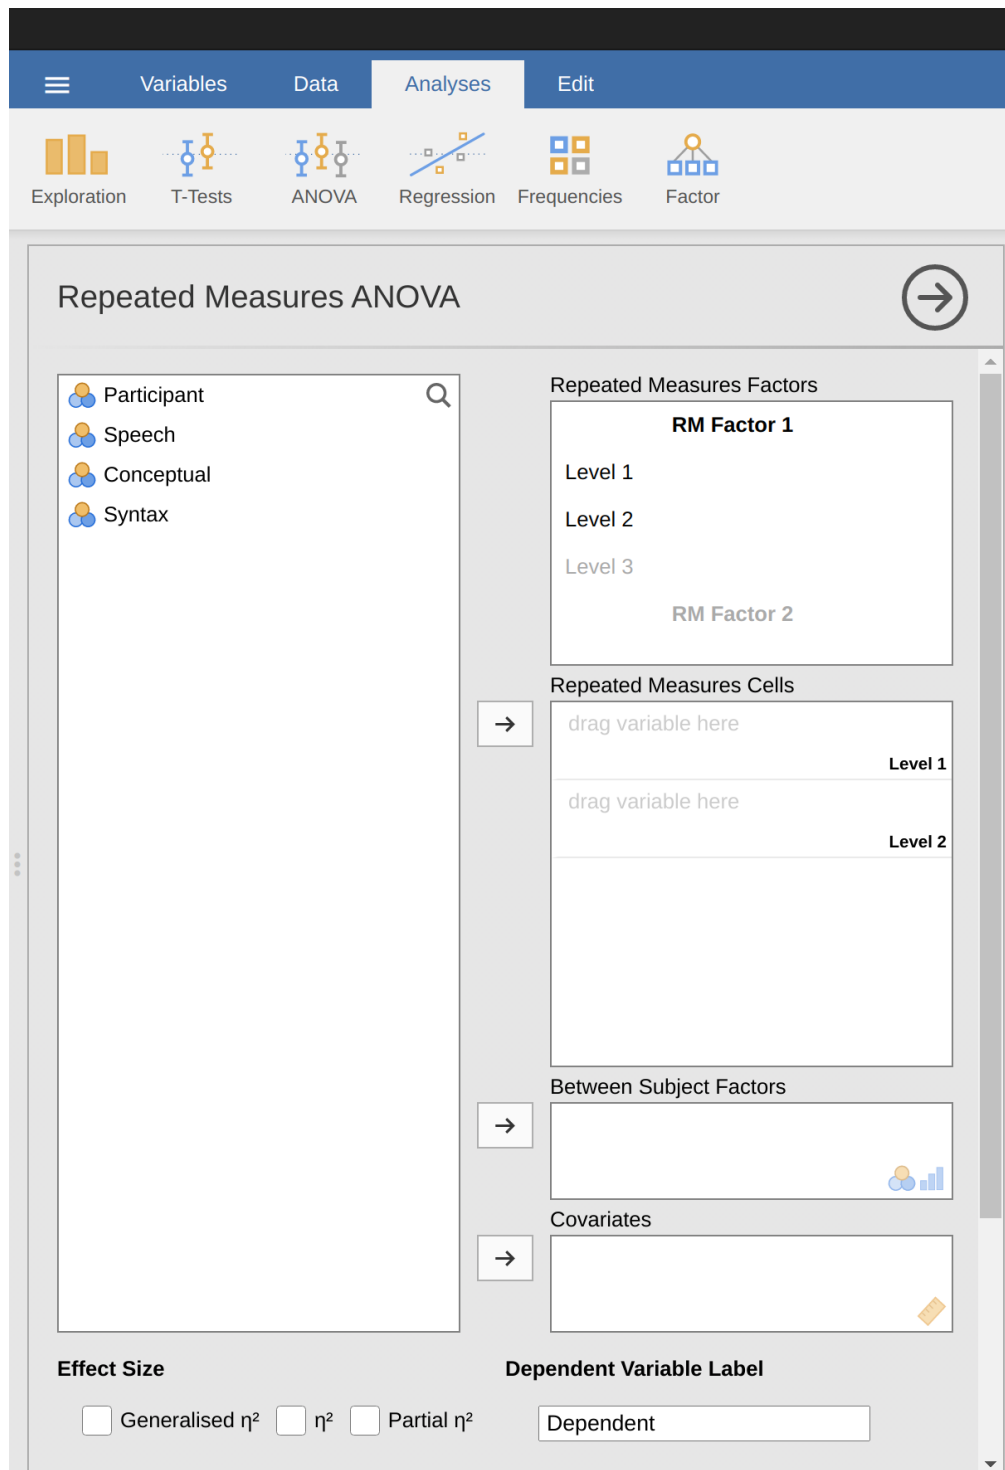 Variables Data Analyses Edit
Exploration T-Tests ANOVA Regression Frequencies Factor
Repeated Measures ANOVA
Participant
Speech
Conceptual
Syntax
Repeated Measures Factors
RM Factor 1
Level 1
Level 2
Level 3
RM Factor 2
Repeated Measures Cells
drag variable here
Level 1
drag variable here
Level 2
Between Subject Factors
Covariates
Effect Size
Generalised η² η² Partial η²
Dependent Variable Label
Dependent